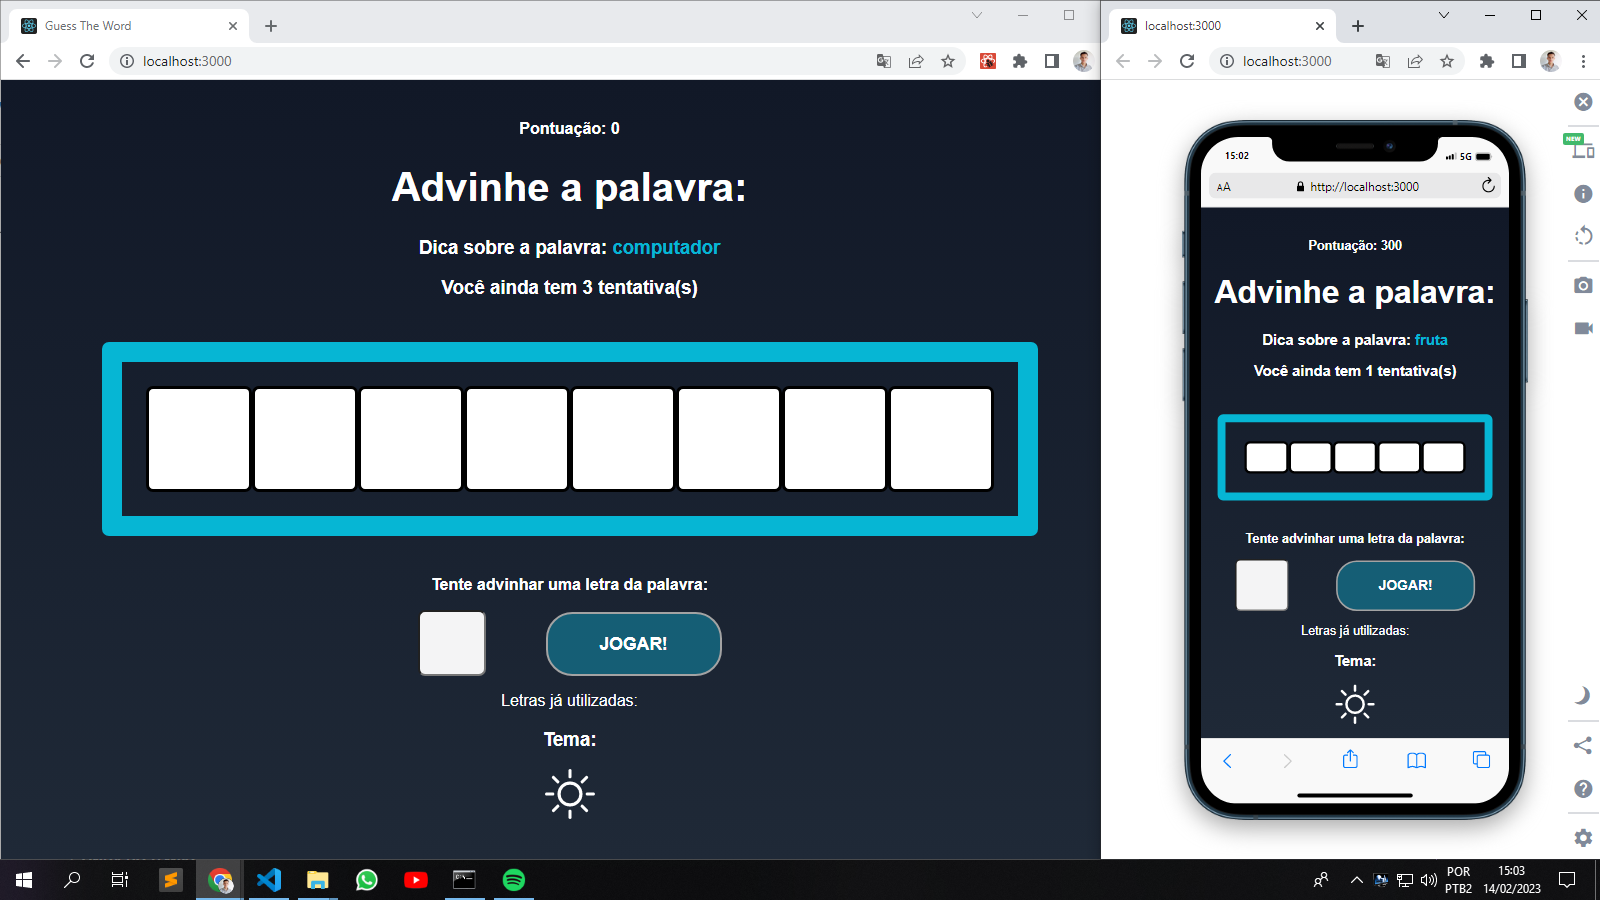 Guess The Word
localhost:3000
Pontuação: 0
Advinhe a palavra:
Dica sobre a palavra: computador
Você ainda tem 3 tentativa(s)
Tente advinhar uma letra da palavra:
JOGAR!
Letras já utilizadas:
Tema:
localhost:3000
localhost:3000
NEW
15:02
5G
AA
http://localhost:3000
Pontuação: 300
Advinhe a palavra:
Dica sobre a palavra: fruta
Você ainda tem 1 tentativa(s)
Tente advinhar uma letra da palavra:
JOGAR!
Letras já utilizadas:
Tema:
POR
PTB2
15:03
14/02/2023